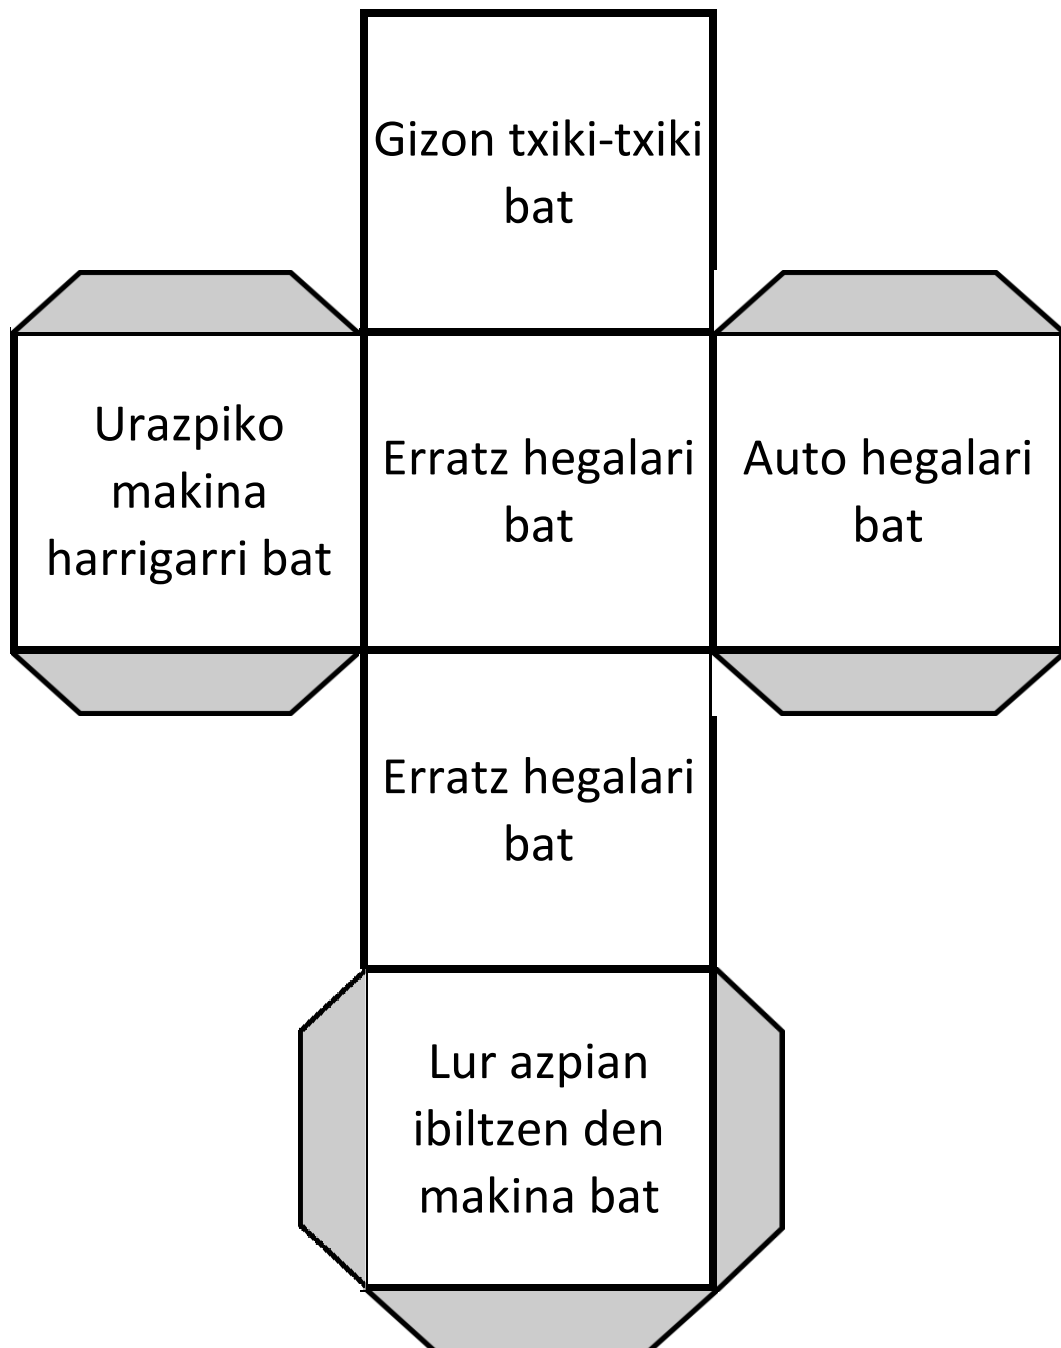 Gizon txiki-txiki
bat
Urazpiko
makina
harrigarri bat
Erratz hegalari
bat
Auto hegalari
bat
Erratz hegalari
bat
Lur azpian
ibiltzen den
makina bat